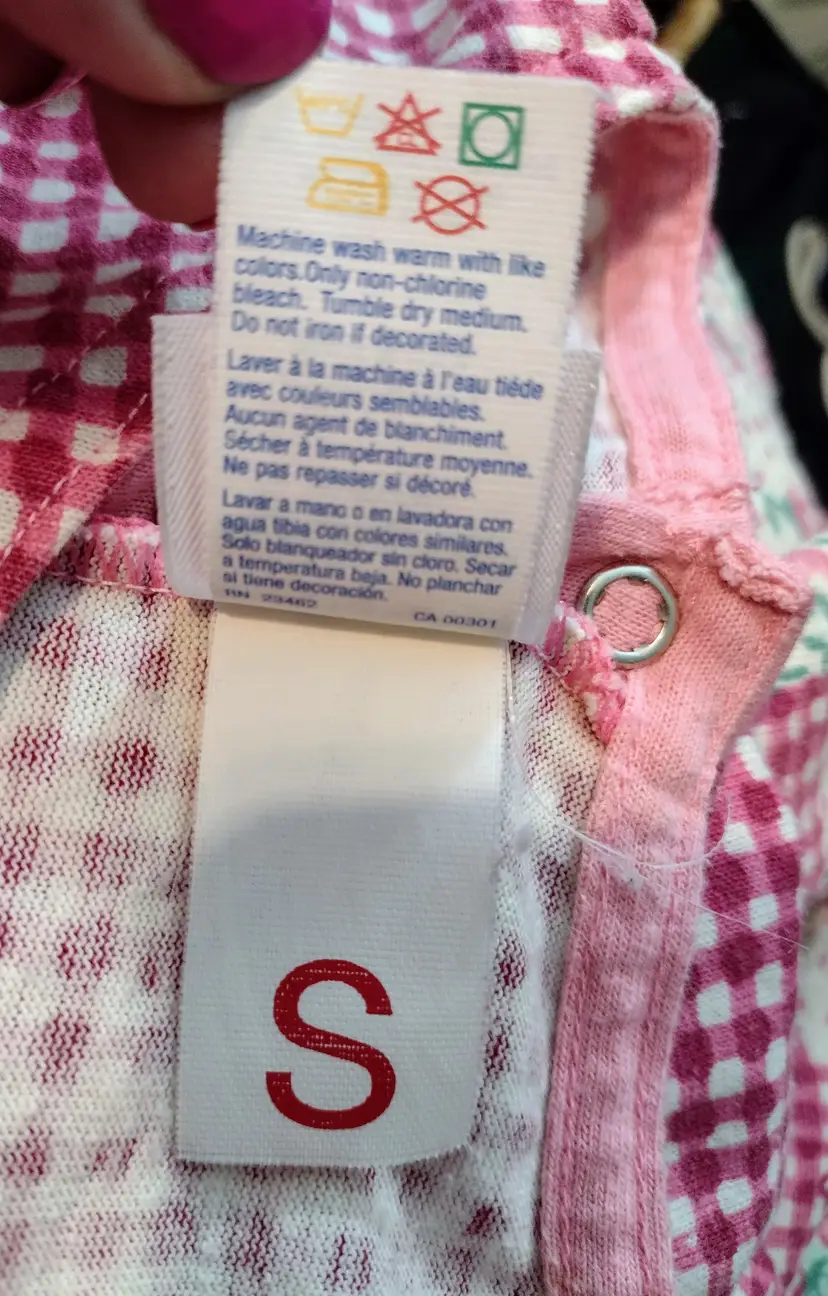 Machine wash warm with like
colors.Only non-chlorine
bleach. Tumble dry medium.
Do not iron if decorated.
Laver à la machine à l'eau tiéde
avec couleurs semblables.
Aucun agent de blanchiment.
Sécher à température moyenne.
Ne pas repasser si décoré.
Lavar a mano o en lavadora con
agua tibia con colores similares.
Solo blanqueador sin cloro. Secar
a temperatura baja. No planchar
si tiene decoración.
RN 23462 CA 00301
S